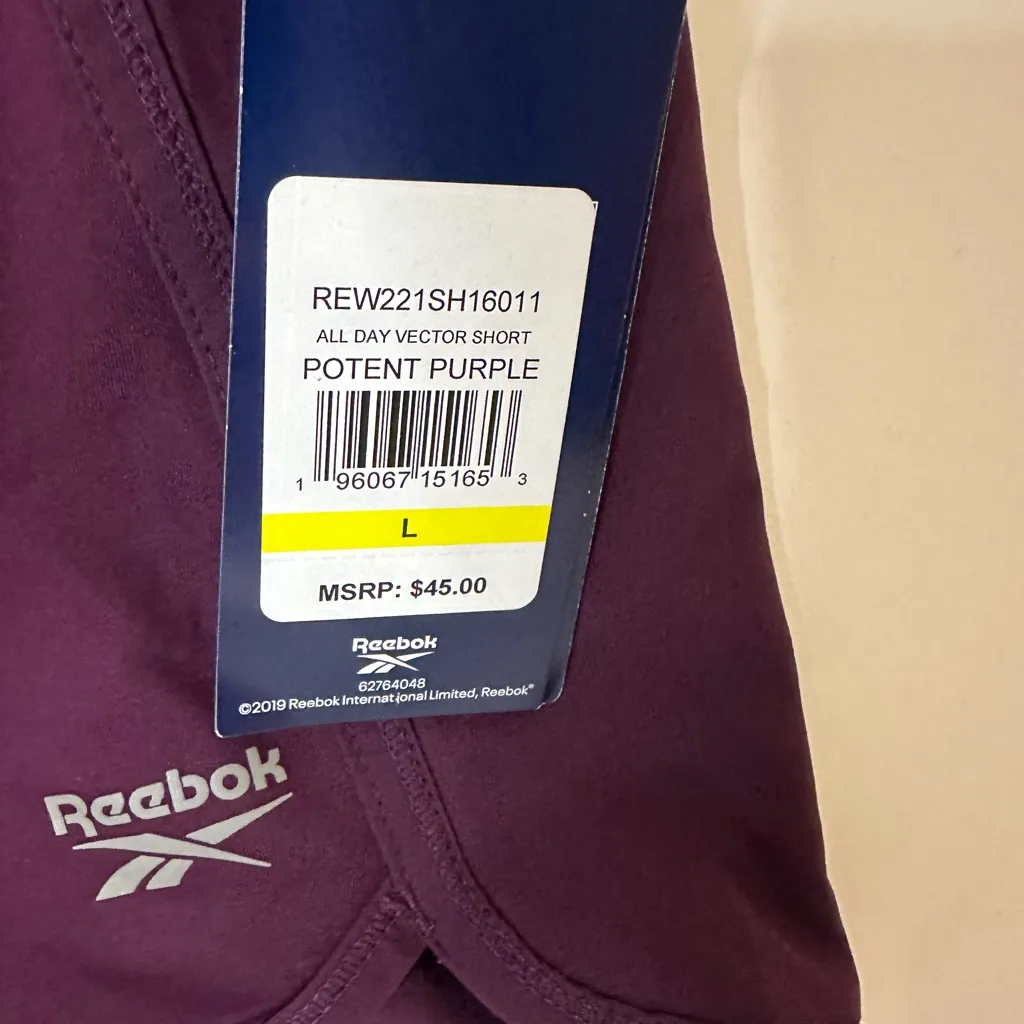 REW221SH16011
ALL DAY VECTOR SHORT
POTENT PURPLE
1 96067 15165 3
L
MSRP: $45.00
Reebok
62764048
©2019 Reebok International Limited, Reebok®
Reebok